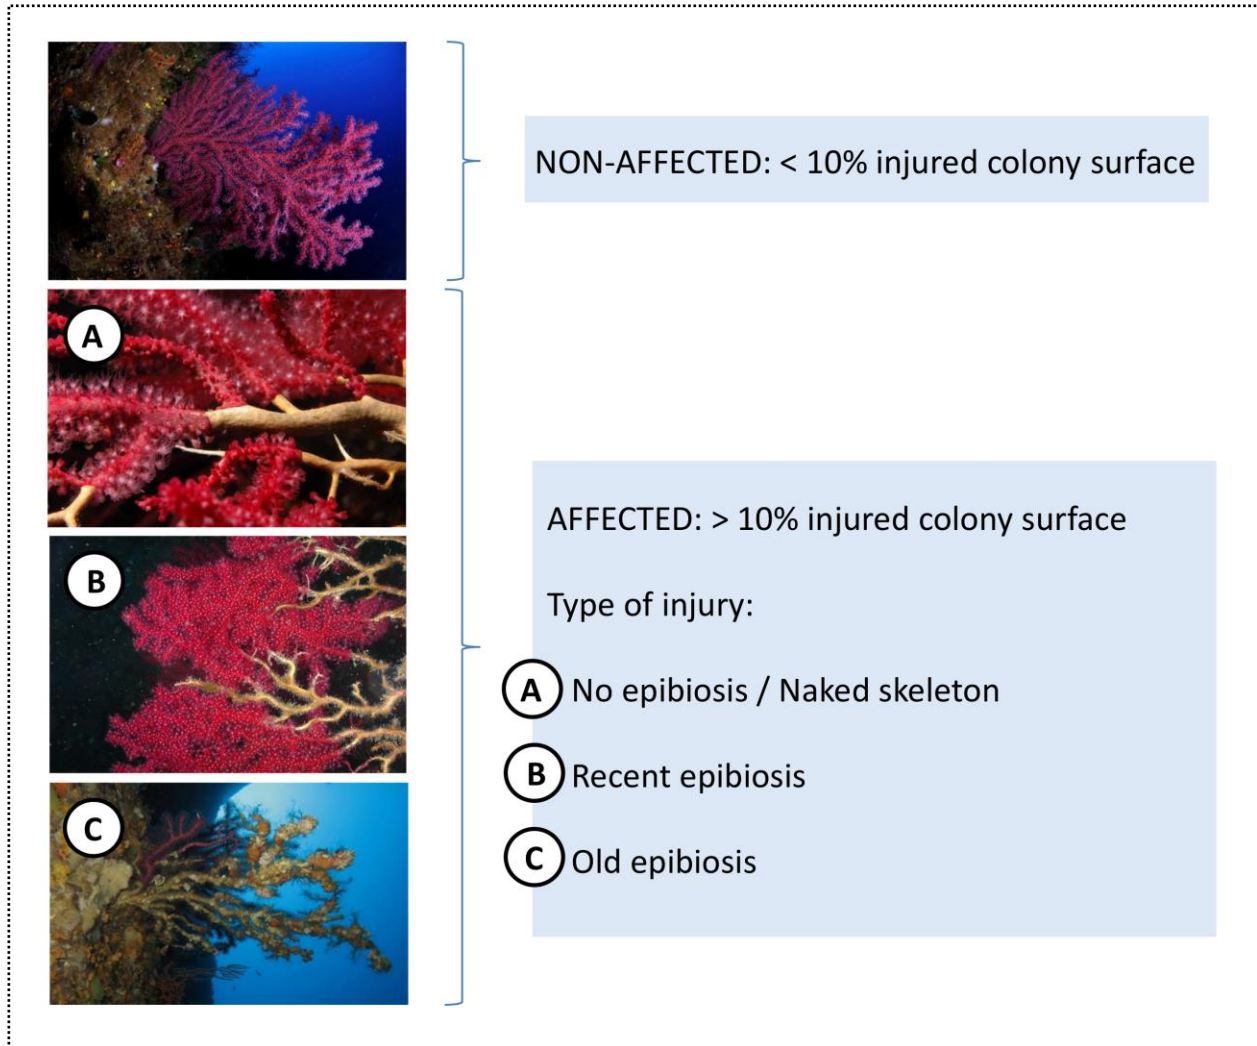 NON-AFFECTED: < 10% injured colony surface
A
B
C
AFFECTED: > 10% injured colony surface
Type of injury:
A No epibiosis / Naked skeleton
B Recent epibiosis
C Old epibiosis